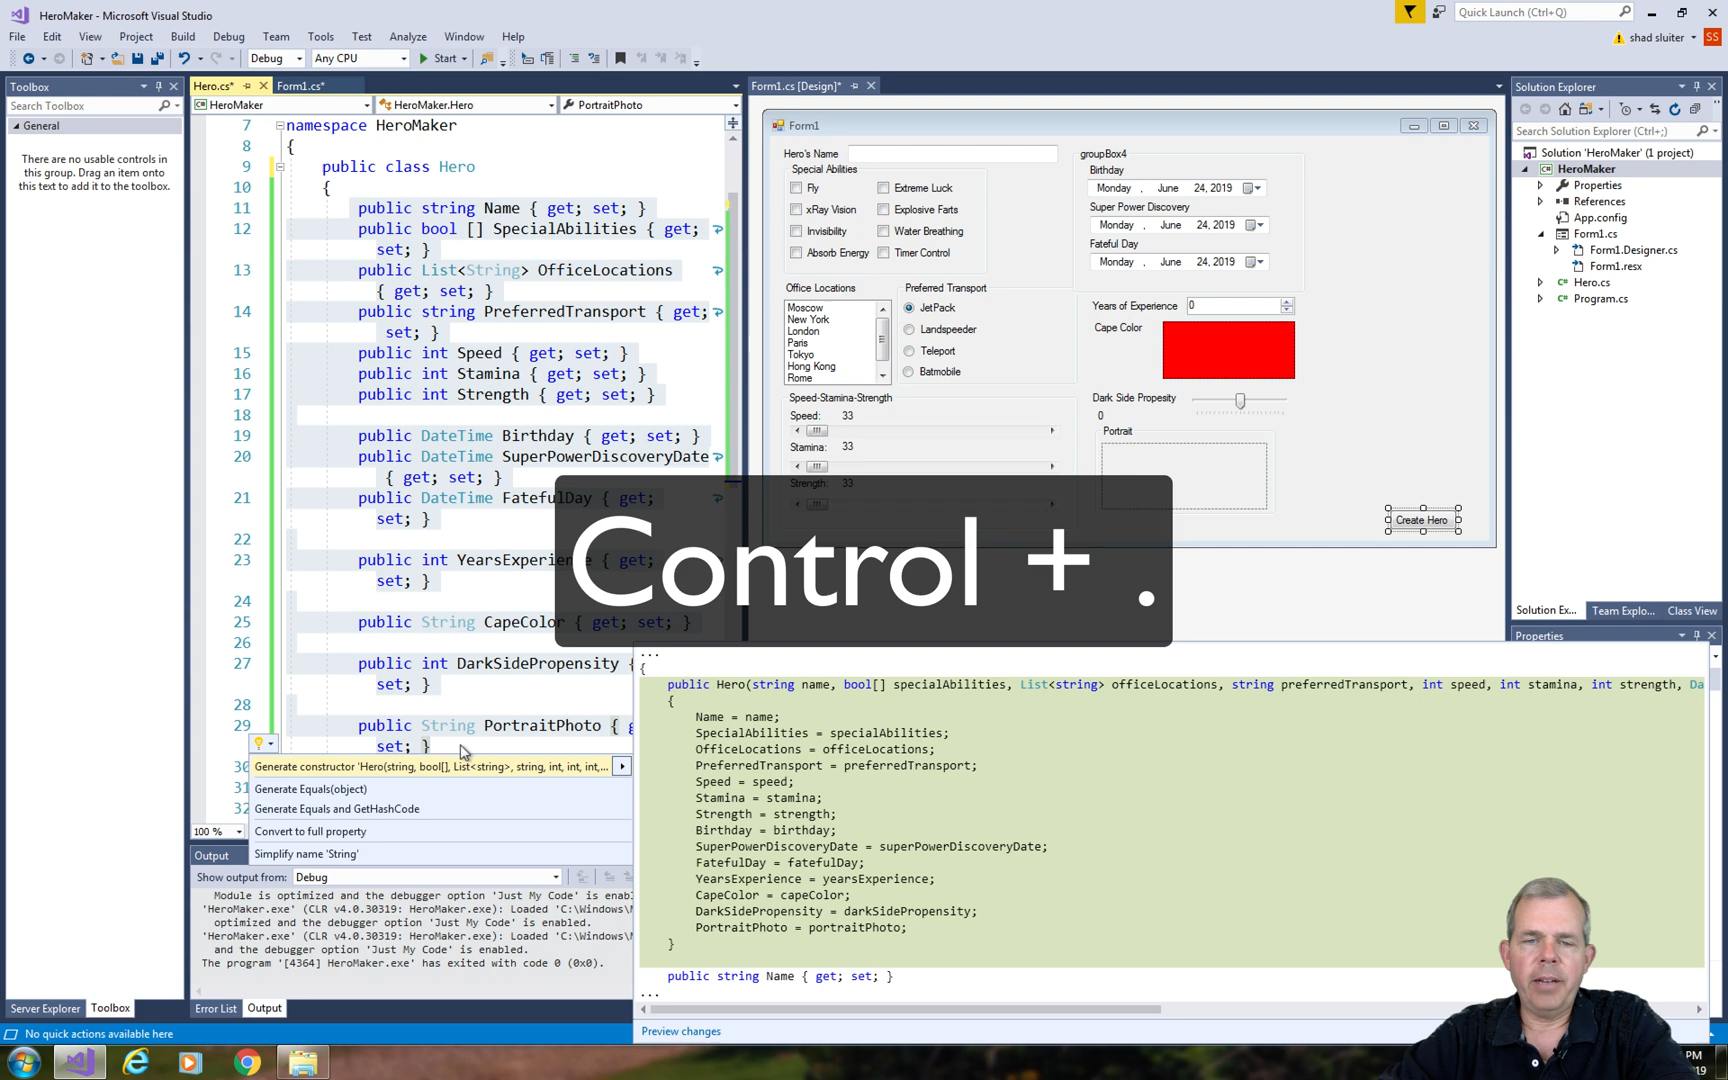 HeroMaker - Microsoft Visual Studio
Quick Launch (Ctrl+Q)
File Edit View Project Build Debug Team Tools Test Analyze Window Help
shad sluiter
SS
Debug
Any CPU
Start
Toolbox
Search Toolbox
General
There are no usable controls in
this group. Drag an item onto
this text to add it to the toolbox.
Hero.cs*
Form1.cs*
HeroMaker
HeroMaker.Hero
PortraitPhoto
7 namespace HeroMaker
8 {
9 public class Hero
10 {
11 public string Name { get; set; }
12 public bool [] SpecialAbilities { get;
set; }
13 public List<String> OfficeLocations
{ get; set; }
14 public string PreferredTransport { get;
set; }
15 public int Speed { get; set; }
16 public int Stamina { get; set; }
17 public int Strength { get; set; }
18
19 public DateTime Birthday { get; set; }
20 public DateTime SuperPowerDiscoveryDate
{ get; set; }
21 public DateTime FatefulDay { get;
set; }
22
23 public int YearsExperience { get;
set; }
24
25 public String CapeColor { get; set; }
26
27 public int DarkSidePropensity {
set; }
28
29 public String PortraitPhoto { g
set; }
30
31
32
Generate constructor 'Hero(string, bool[], List<string>, string, int, int, int,...
Generate Equals(object)
Generate Equals and GetHashCode
Convert to full property
Simplify name 'String'
100 %
Form1.cs [Design]*
Form1
Hero's Name
Special Abilities
Fly
Extreme Luck
xRay Vision
Explosive Farts
Invisibility
Water Breathing
Absorb Energy
Timer Control
Office Locations
Moscow
New York
London
Paris
Tokyo
Hong Kong
Rome
Preferred Transport
JetPack
Landspeeder
Teleport
Batmobile
Speed-Stamina-Strength
Speed: 33
Stamina: 33
Strength: 33
groupBox4
Birthday
Monday , June 24, 2019
Super Power Discovery
Monday , June 24, 2019
Fateful Day
Monday , June 24, 2019
Years of Experience 0
Cape Color
Dark Side Propesity
0
Portrait
Create Hero
Control + .
...
{
public Hero(string name, bool[] specialAbilities, List<string> officeLocations, string preferredTransport, int speed, int stamina, int strength, Da
{
Name = name;
SpecialAbilities = specialAbilities;
OfficeLocations = officeLocations;
PreferredTransport = preferredTransport;
Speed = speed;
Stamina = stamina;
Strength = strength;
Birthday = birthday;
SuperPowerDiscoveryDate = superPowerDiscoveryDate;
FatefulDay = fatefulDay;
YearsExperience = yearsExperience;
CapeColor = capeColor;
DarkSidePropensity = darkSidePropensity;
PortraitPhoto = portraitPhoto;
}
public string Name { get; set; }
...
Preview changes
Solution Explorer
Search Solution Explorer (Ctrl+;)
Solution 'HeroMaker' (1 project)
HeroMaker
Properties
References
App.config
Form1.cs
Form1.Designer.cs
Form1.resx
Hero.cs
Program.cs
Solution Ex...
Team Explo...
Class View
Properties
Output
Show output from: Debug
Module is optimized and the debugger option 'Just My Code' is enabl
'HeroMaker.exe' (CLR v4.0.30319: HeroMaker.exe): Loaded 'C:\Windows\M
optimized and the debugger option 'Just My Code' is enabled.
'HeroMaker.exe' (CLR v4.0.30319: HeroMaker.exe): Loaded 'C:\Windows\M
and the debugger option 'Just My Code' is enabled.
The program '[4364] HeroMaker.exe' has exited with code 0 (0x0).
Server Explorer
Toolbox
Error List
Output
No quick actions available here
PM
19